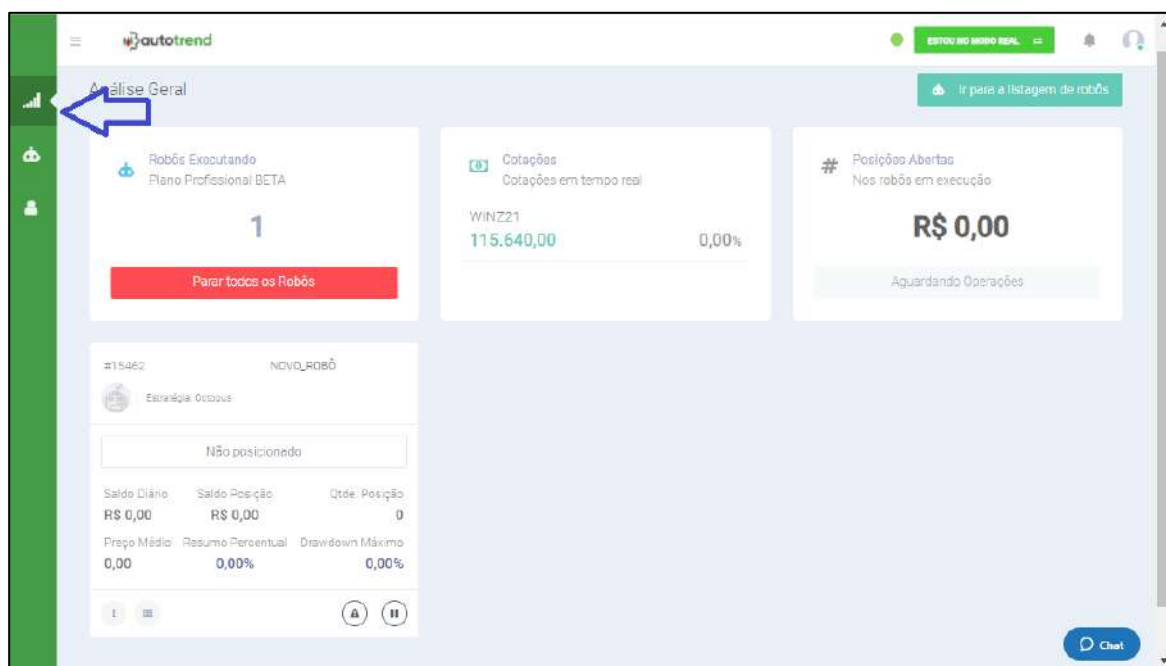 autotrend
ESTOU NO MODO REAL
Análise Geral
Ir para a listagem de robôs
Robôs Executando
Plano Profissional BETA
1
Parar todos os Robôs
Cotações
Cotações em tempo real
WINZ21
115.640,00 0,00%
Posições Abertas
Nos robôs em execução
R$ 0,00
Aguardando Operações
#15462 NOVO_ROBÔ
Estratégia: Octopus
Não posicionado
Saldo Diário Saldo Posição Qtde. Posição
R$ 0,00 R$ 0,00 0
Preço Médio Resumo Percentual Drawdown Máximo
0,00 0,00% 0,00%
Chat